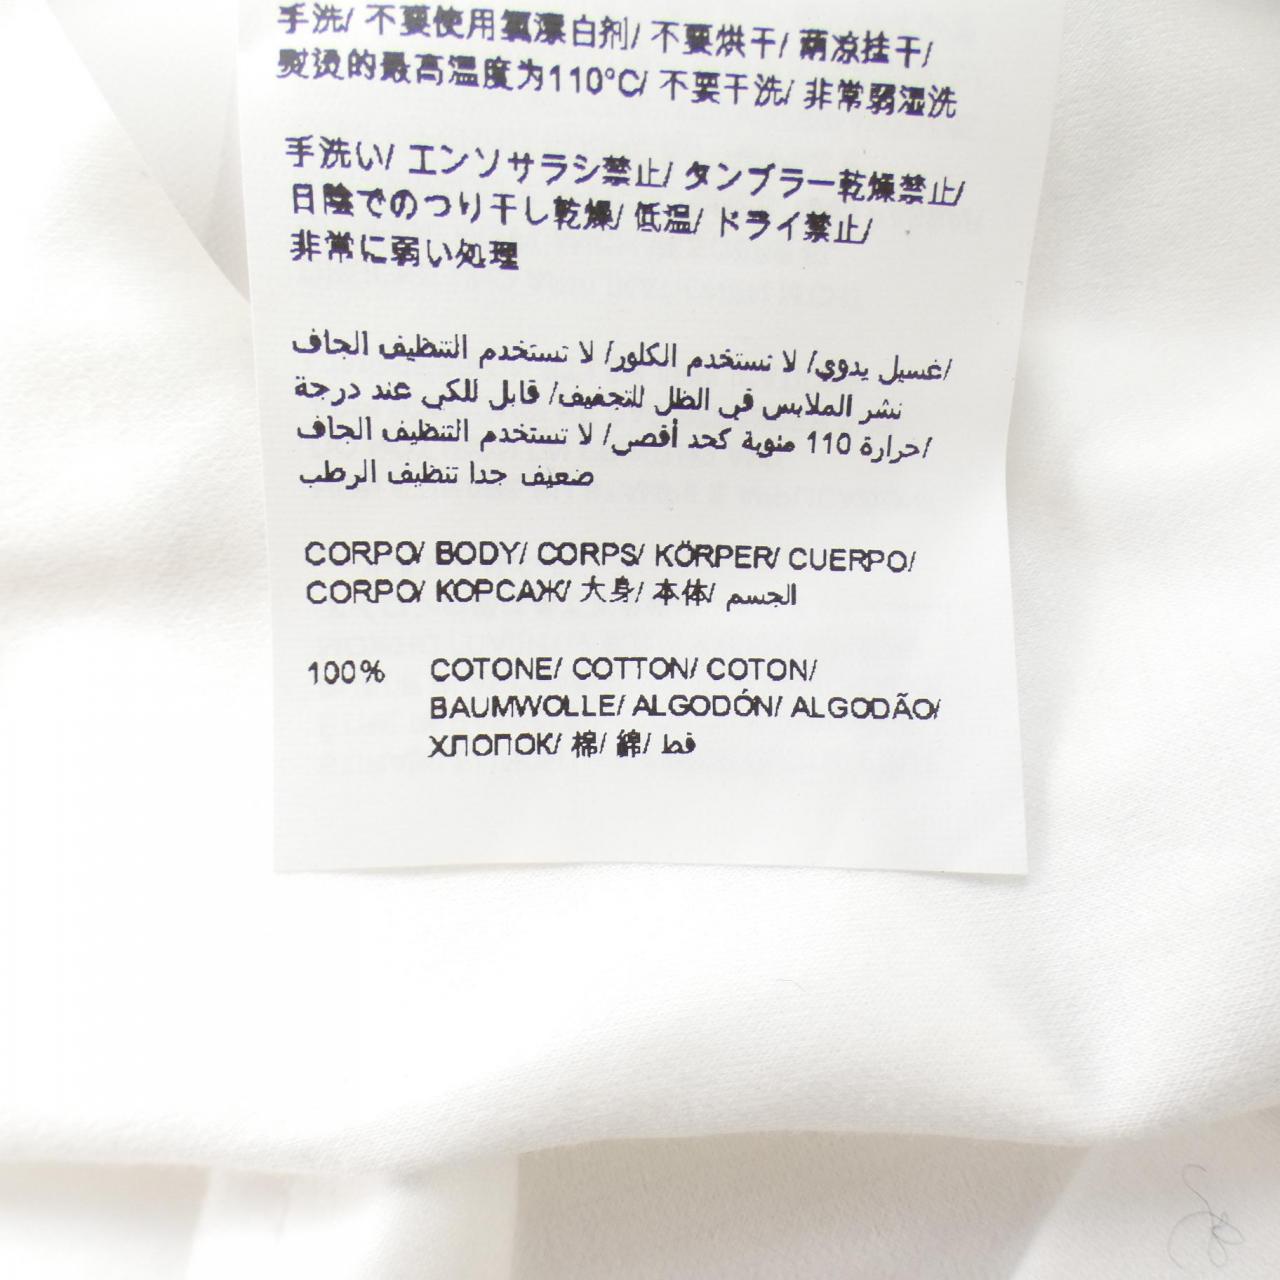 手洗/ 不要使用氯漂白剂/ 不要烘干/ 荫凉挂干/
熨烫的最高温度为110°C/ 不要干洗/ 非常弱湿洗
手洗い/ エンソサラシ禁止/ タンブラー乾燥禁止/
日陰でのつり干し乾燥/ 低温/ ドライ禁止/
非常に弱い処理
/غسيل يدوي/ لا تستخدم الكلور/ لا تستخدم التنظيف الجاف
نشر الملابس في الظل للتجفيف/ قابل للكي عند درجة
/حرارة 110 مئوية كحد أقصى/ لا تستخدم التنظيف الجاف
ضعيف جدا تنظيف الرطب
CORPO/ BODY/ CORPS/ KÖRPER/ CUERPO/
CORPO/ КОРСАЖ/ 大身/ 本体/ الجسم
100% COTONE/ COTTON/ COTON/
BAUMWOLLE/ ALGODÓN/ ALGODÃO/
ХЛОПОК/ 棉/ 綿/ قط